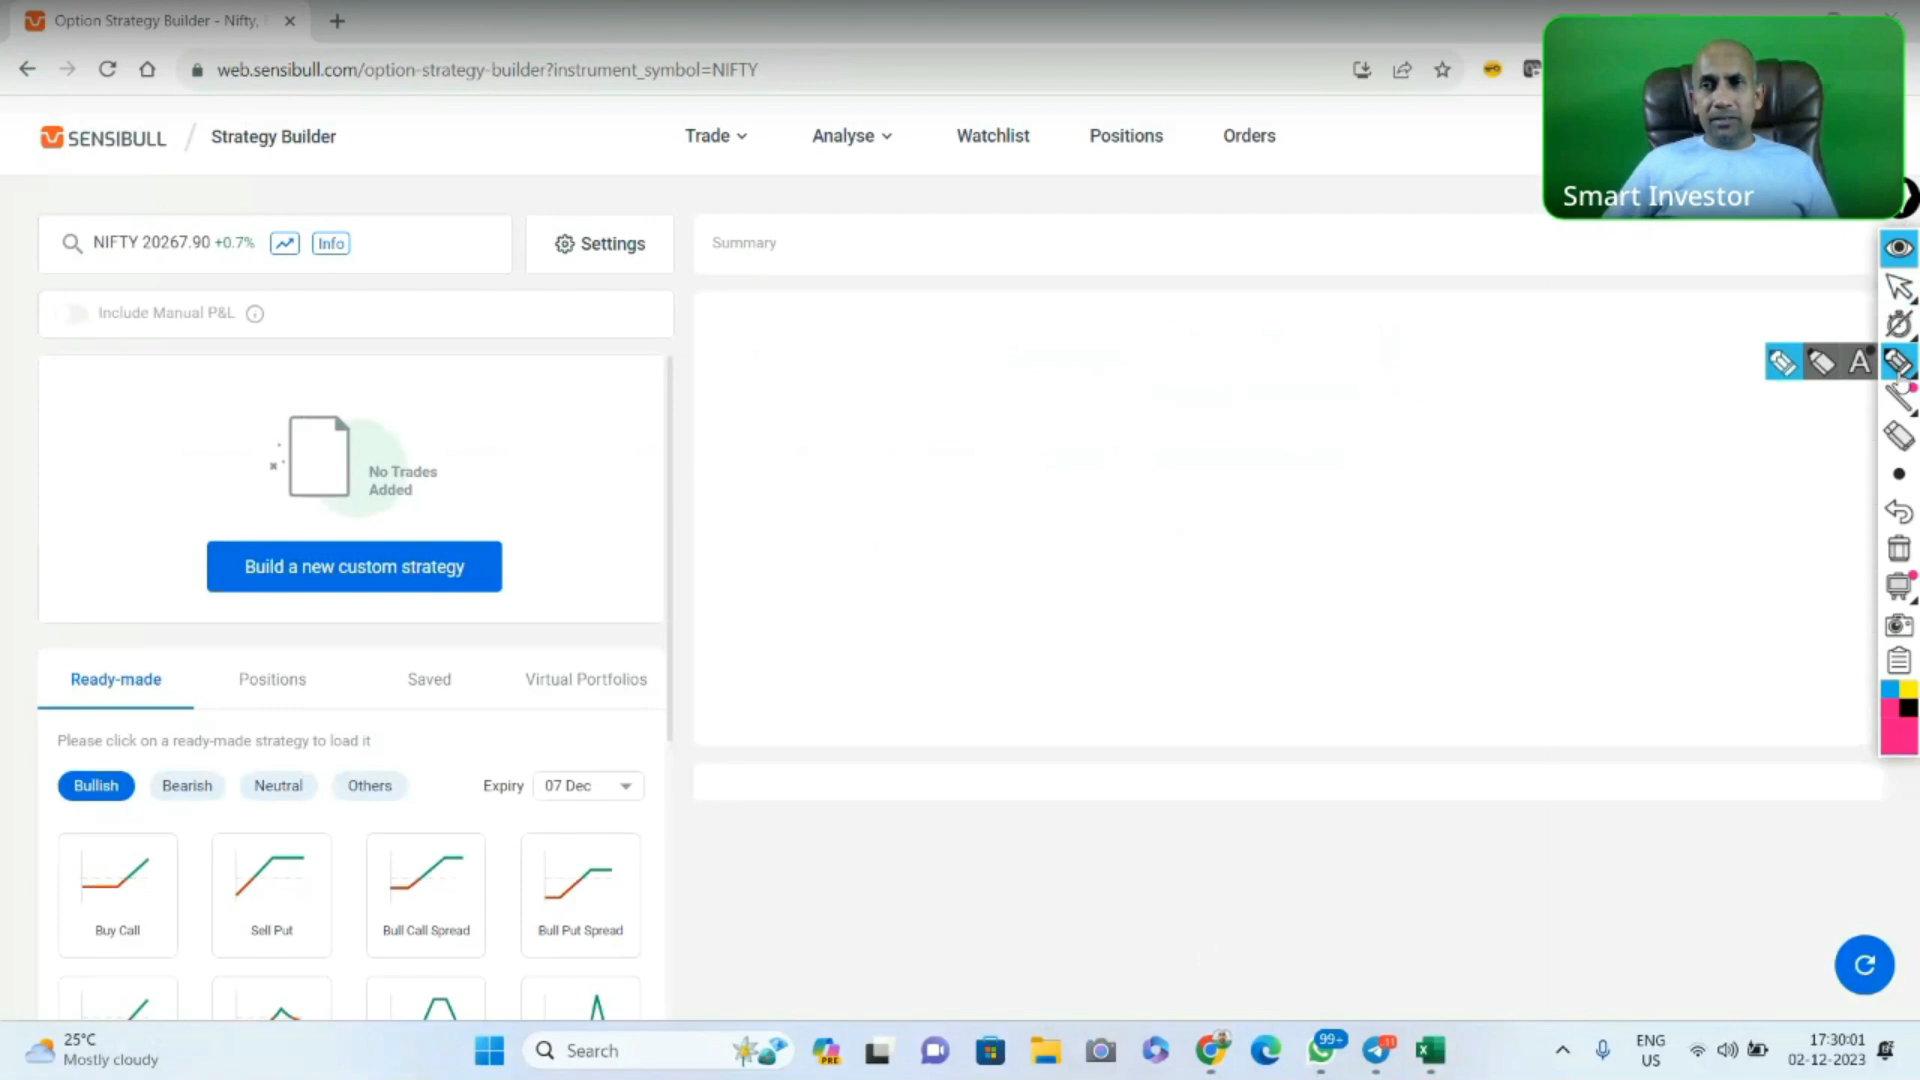 Option Strategy Builder - Nifty,
web.sensibull.com/option-strategy-builder?instrument_symbol=NIFTY
SENSIBULL / Strategy Builder
Trade
Analyse
Watchlist
Positions
Orders
Smart Investor
NIFTY 20267.90 +0.7%
Info
Settings
Summary
Include Manual P&L
No Trades
Added
Build a new custom strategy
Ready-made
Positions
Saved
Virtual Portfolios
Please click on a ready-made strategy to load it
Bullish
Bearish
Neutral
Others
Expiry
07 Dec
Buy Call
Sell Put
Bull Call Spread
Bull Put Spread
A
25°C
Mostly cloudy
Search
PRE
99+
ENG
US
17:30:01
02-12-2023